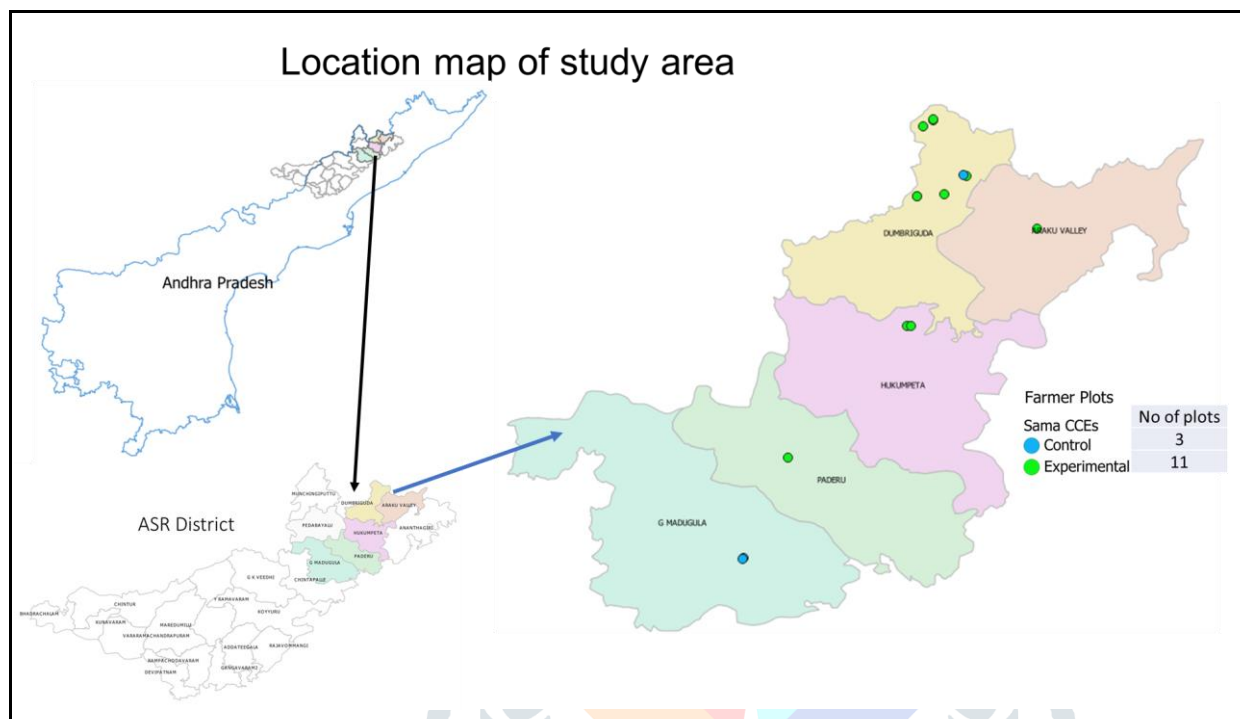 Location map of study area
Andhra Pradesh
DUMBRIGUDA
ARAKU VALLEY
HUKUMPETA
PADERU
G MADUGULA
Farmer Plots
Sama CCEs
No of plots
Control
3
Experimental
11
ASR District
MUNCHINGIPUTTU
DUMBRIGUDA
ARAKU VALLEY
PEDABAYALU
HUKUMPETA
ANANTHAGIRI
G MADUGULA
PADERU
G K VEEDHI
CHINTAPALLE
Y RAMAVARAM
KOYYURU
CHINTUR
BHADRACHALAM
KUNAVARAM
MAREDUMILLI
VARARAMACHANDRAPURAM
ADDATEEGALA
RAJAVOMMANGI
RAMPACHODAVARAM
DEVIPATNAM